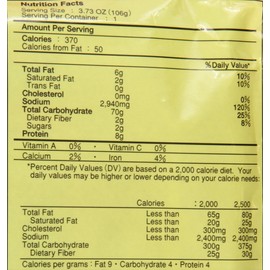 Nutrition Facts
Serving Size : 3.73 OZ (106g)
Serving Per Container : 1
Amount Per Serving
Calories : 370
Calories from Fat : 50
%Daily Value*
Total Fat 6g 10%
Saturated Fat 2g 10%
Trans Fat 0g
Cholesterol 0mg 0%
Sodium 2,940mg 120%
Total Carbohydrate 70g 25%
Dietary Fiber 2g 8%
Sugars 2g
Protein 8g
Vitamin A 0% • Vitamin C 0%
Calcium 2% • Iron 4%
*Percent Daily Values (DV) are based on a 2,000 calorie diet. Your
daily values may be higher or lower depending on your calorie needs:
Calories :2,000 2,500
Total Fat Less than 65g 80g
Saturated Fat Less than 20g 25g
Cholesterol Less than 300mg 300mg
Sodium Less than 2,400mg 2,400mg
Total Carbohydrate 300g 375g
Dietary Fiber 25g 30g
Calories per grams : Fat 9 • Carbohydrate 4 • Protein 4